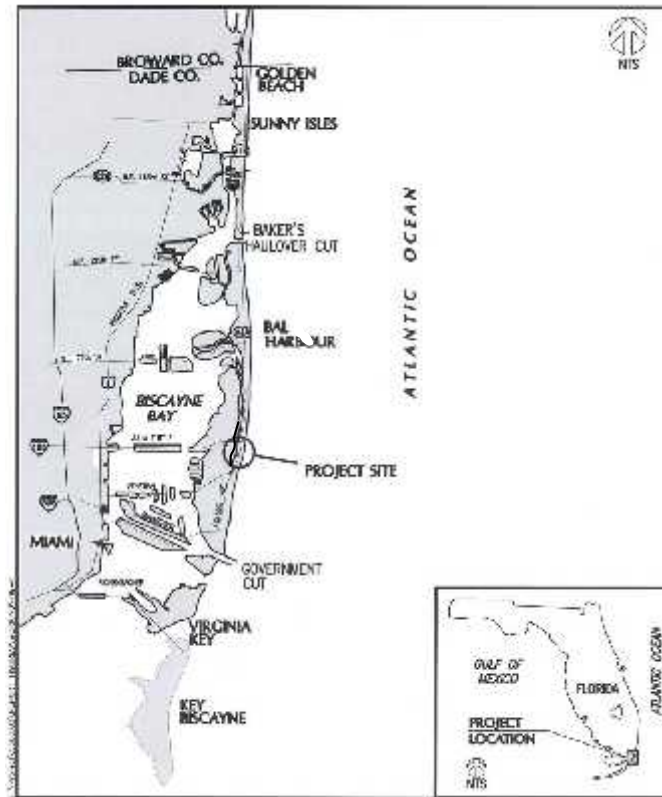 BROWARD CO.
DADE CO.
GOLDEN
BEACH
NTS
SUNNY ISLES
BAKER'S
HAULOVER CUT
ATLANTIC OCEAN
BAL
HARBOUR
BISCAYNE
BAY
PROJECT SITE
MIAMI
GOVERNMENT
CUT
VIRGINIA
KEY
KEY
BISCAYNE
GULF OF
MEXICO
FLORIDA
ATLANTIC OCEAN
PROJECT
LOCATION
NTS